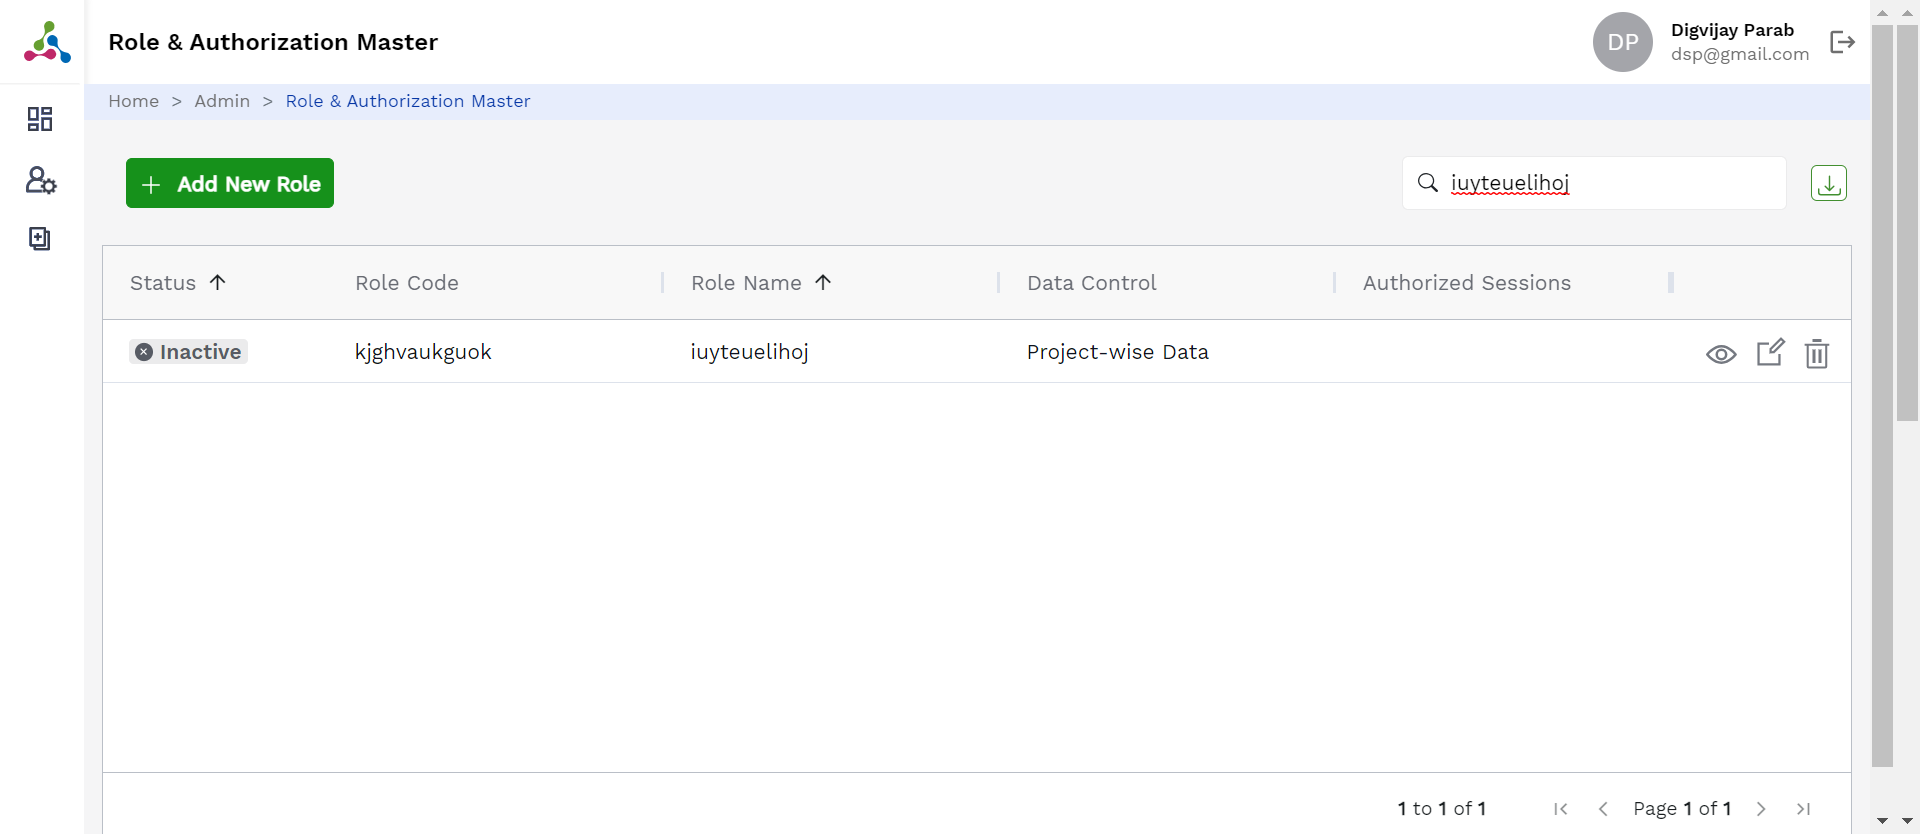 Role & Authorization Master
DP
Digvijay Parab
dsp@gmail.com
Home > Admin > Role & Authorization Master
+ Add New Role
iuyteuelihoj
Status Role Code Role Name Data Control Authorized Sessions
Inactive kjghvaukguok iuyteuelihoj Project-wise Data
1 to 1 of 1 Page 1 of 1